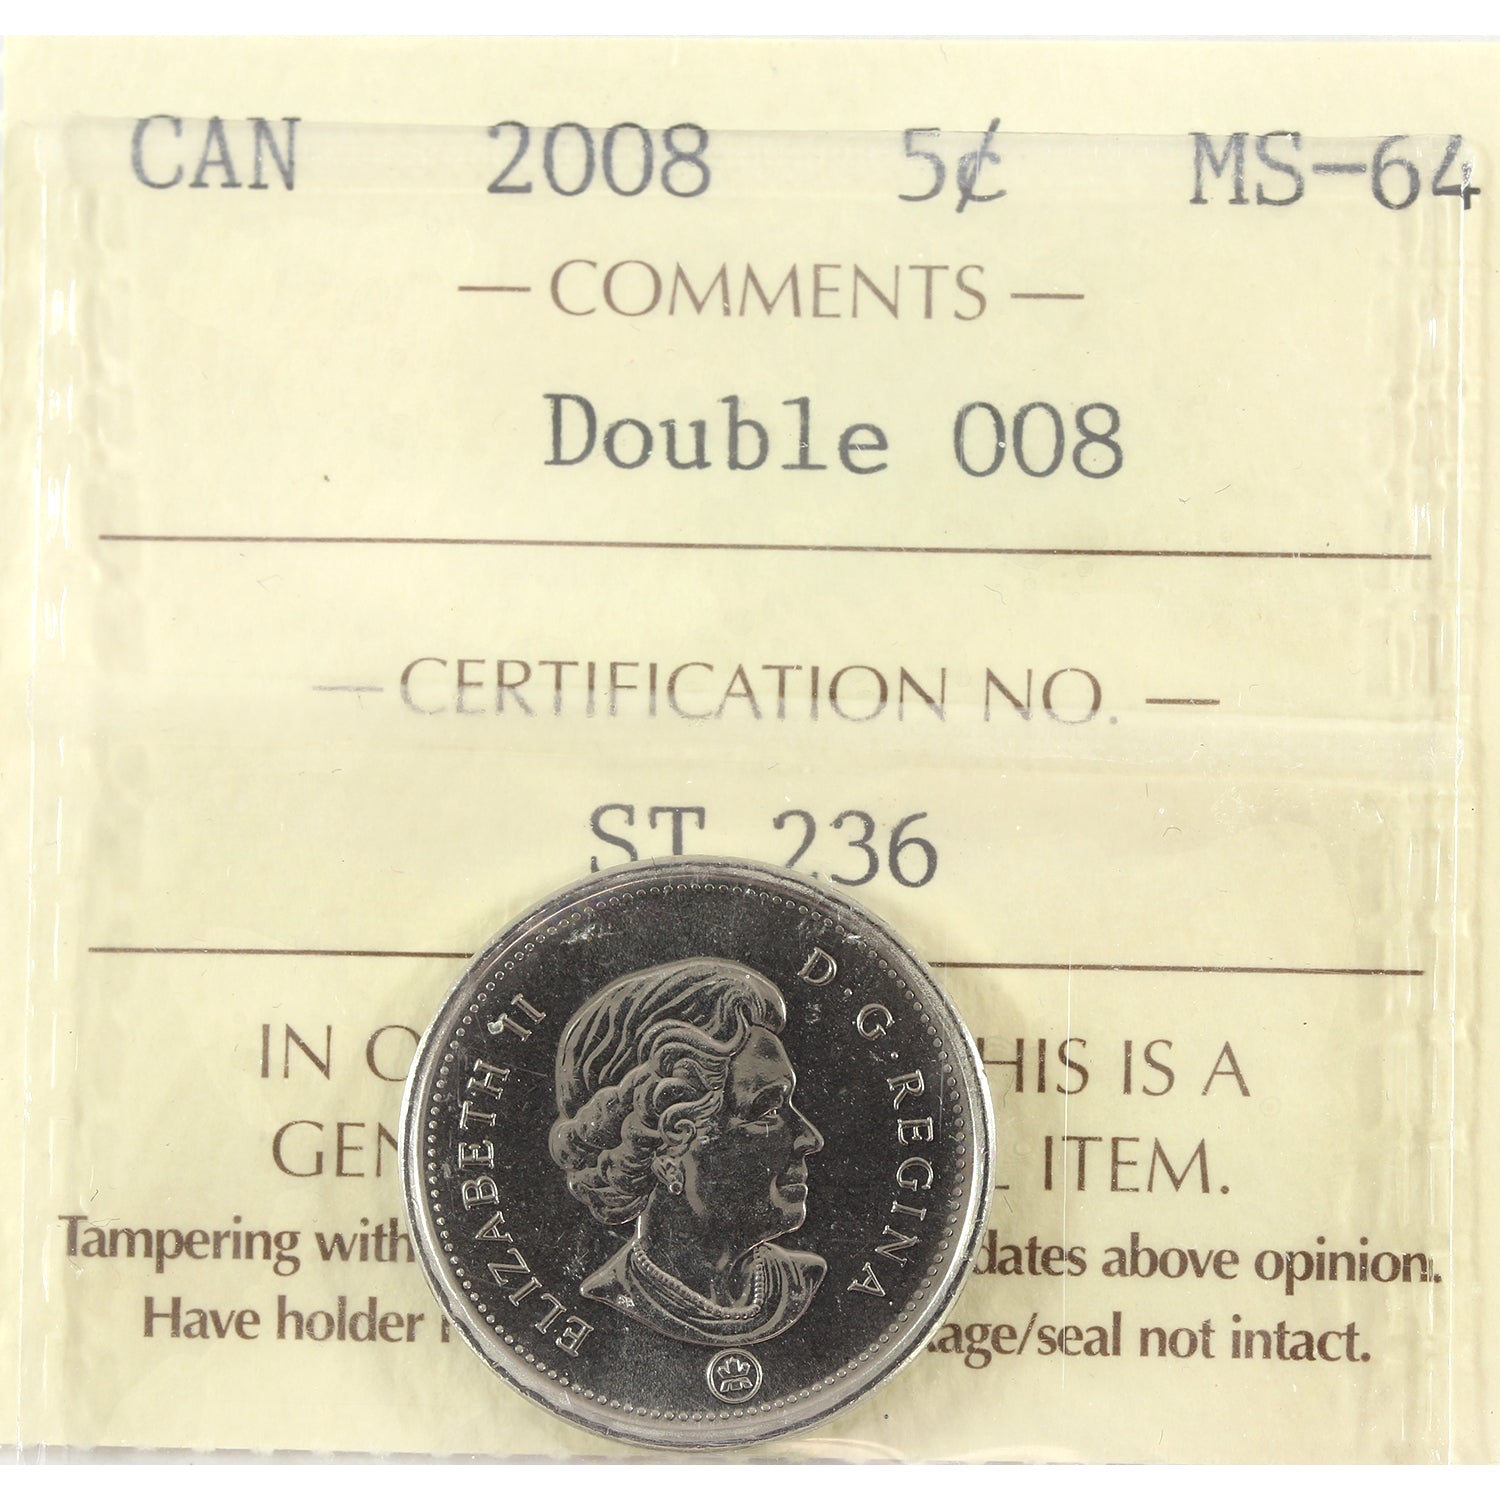 CAN 2008 5¢ MS-64
— COMMENTS —
Double 008
— CERTIFICATION NO. —
ST 236
IN O HIS IS A
GEN L ITEM.
Tampering with dates above opinion.
Have holder kage/seal not intact.
ELIZABETH II D·G·REGINA